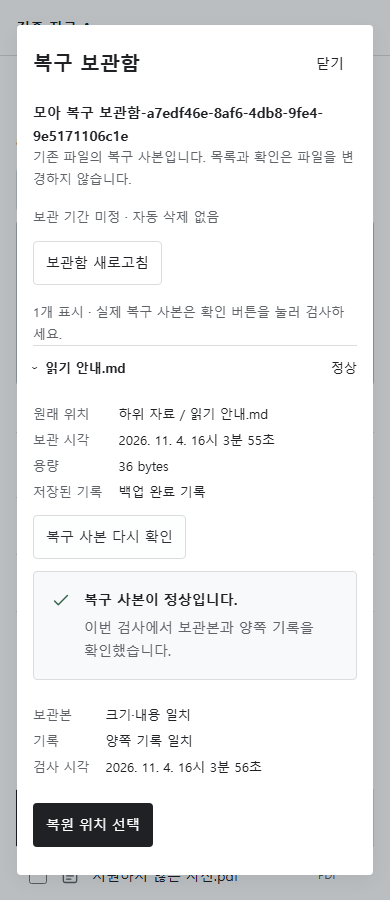 복구 보관함
닫기
모아 복구 보관함-a7edf46e-8af6-4db8-9fe4-
9e5171106c1e
기존 파일의 복구 사본입니다. 목록과 확인은 파일을 변
경하지 않습니다.
보관 기간 미정 · 자동 삭제 없음
보관함 새로고침
1개 표시 · 실제 복구 사본은 확인 버튼을 눌러 검사하
세요.
읽기 안내.md
정상
원래 위치 하위 자료 / 읽기 안내.md
보관 시각 2026. 11. 4. 16시 3분 55초
용량 36 bytes
저장된 기록 백업 완료 기록
복구 사본 다시 확인
복구 사본이 정상입니다.
이번 검사에서 보관본과 양쪽 기록을
확인했습니다.
보관본 크기·내용 일치
기록 양쪽 기록 일치
검사 시각 2026. 11. 4. 16시 3분 56초
복원 위치 선택